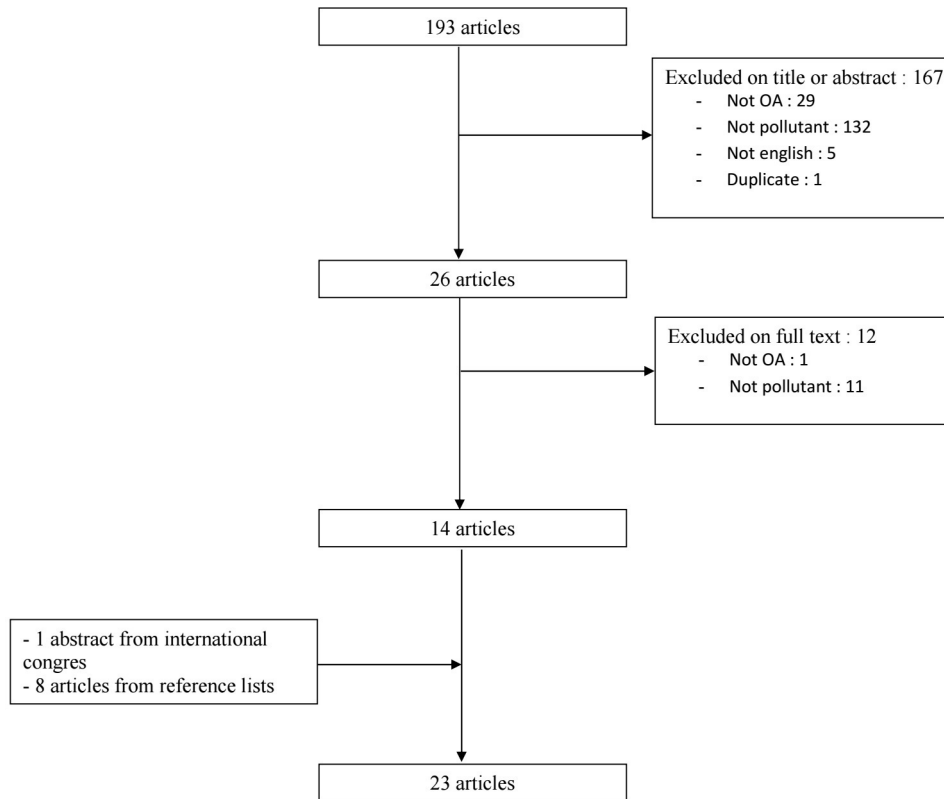 193 articles
Excluded on title or abstract : 167
- Not OA : 29
- Not pollutant : 132
- Not english : 5
- Duplicate : 1
26 articles
Excluded on full text : 12
- Not OA : 1
- Not pollutant : 11
14 articles
- 1 abstract from international
congres
- 8 articles from reference lists
23 articles